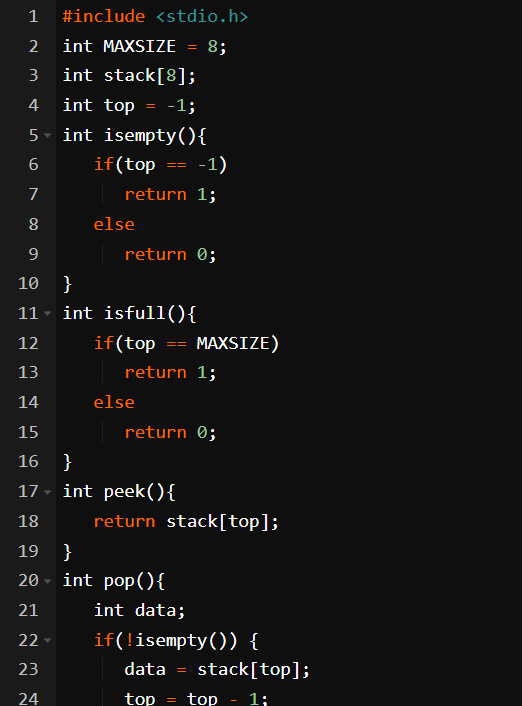 1 #include <stdio.h>
2 int MAXSIZE = 8;
3 int stack[8];
4 int top = -1;
5 int isempty(){
6 if(top == -1)
7 return 1;
8 else
9 return 0;
10 }
11 int isfull(){
12 if(top == MAXSIZE)
13 return 1;
14 else
15 return 0;
16 }
17 int peek(){
18 return stack[top];
19 }
20 int pop(){
21 int data;
22 if(!isempty()) {
23 data = stack[top];
24 top = top - 1;